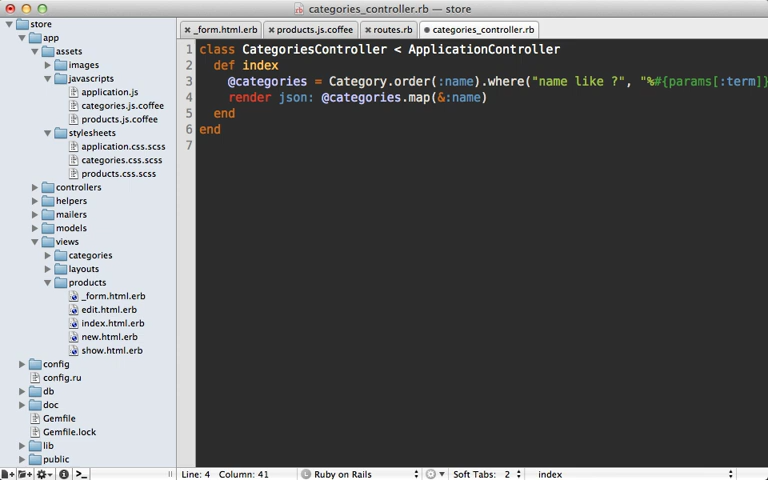 categories_controller.rb — store
store
app
assets
images
javascripts
application.js
categories.js.coffee
products.js.coffee
stylesheets
application.css.scss
categories.css.scss
products.css.scss
controllers
helpers
mailers
models
views
categories
layouts
products
_form.html.erb
edit.html.erb
index.html.erb
new.html.erb
show.html.erb
config
config.ru
db
doc
Gemfile
Gemfile.lock
lib
public
_form.html.erb products.js.coffee routes.rb categories_controller.rb
1 class CategoriesController < ApplicationController
2 def index
3 @categories = Category.order(:name).where("name like ?", "%#{params[:term]}
4 render json: @categories.map(&:name)
5 end
6 end
7
Line: 4 Column: 41 Ruby on Rails Soft Tabs: 2 index